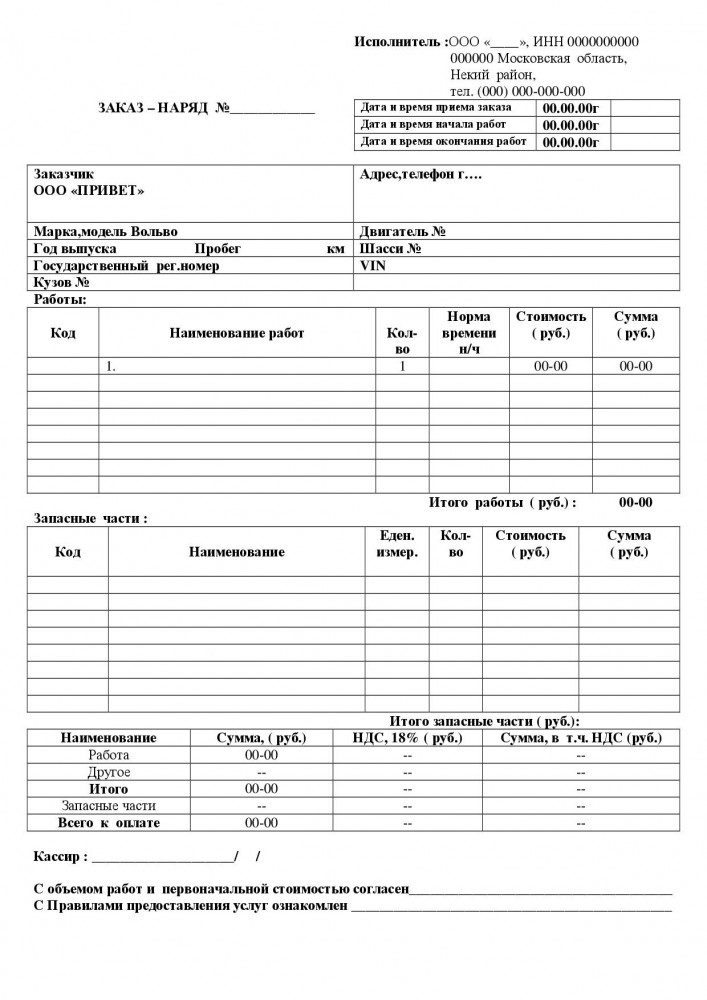 Исполнитель :ООО «____», ИНН 0000000000
000000 Московская область,
Некий район,
тел. (000) 000-000-000
ЗАКАЗ – НАРЯД №____________
Дата и время приема заказа 00.00.00г
Дата и время начала работ 00.00.00г
Дата и время окончания работ 00.00.00г
Заказчик Адрес,телефон г….
ООО «ПРИВЕТ»
Марка,модель Вольво Двигатель №
Год выпуска Пробег км Шасси №
Государственный рег.номер VIN
Кузов №
Работы:
Код Наименование работ Кол-во Норма времени н/ч Стоимость ( руб.) Сумма ( руб.)
1. 1 00-00 00-00
Итого работы ( руб.) : 00-00
Запасные части :
Код Наименование Еден. измер. Кол-во Стоимость ( руб.) Сумма ( руб.)
Итого запасные части ( руб.):
Наименование Сумма, ( руб.) НДС, 18% ( руб.) Сумма, в т.ч. НДС (руб.)
Работа 00-00 -- --
Другое -- -- --
Итого 00-00 -- --
Запасные части -- -- --
Всего к оплате 00-00 -- --
Кассир : ____________________/ /
С объемом работ и первоначальной стоимостью согласен_____________________________________
С Правилами предоставления услуг ознакомлен _____________________________________________